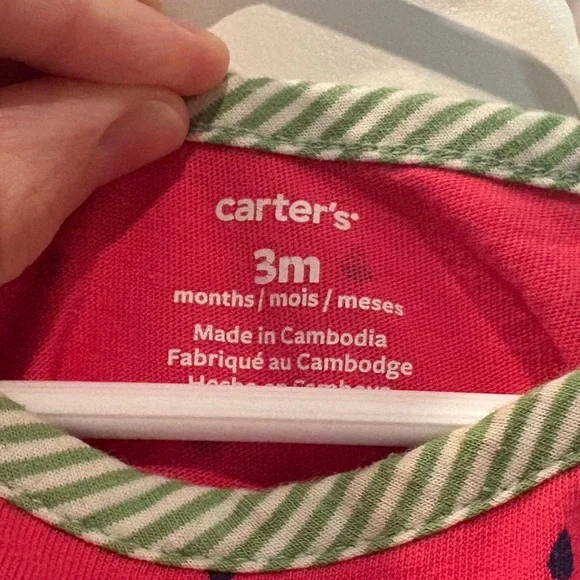 carter's
3m
months/mois/meses
Made in Cambodia
Fabriqué au Cambodge